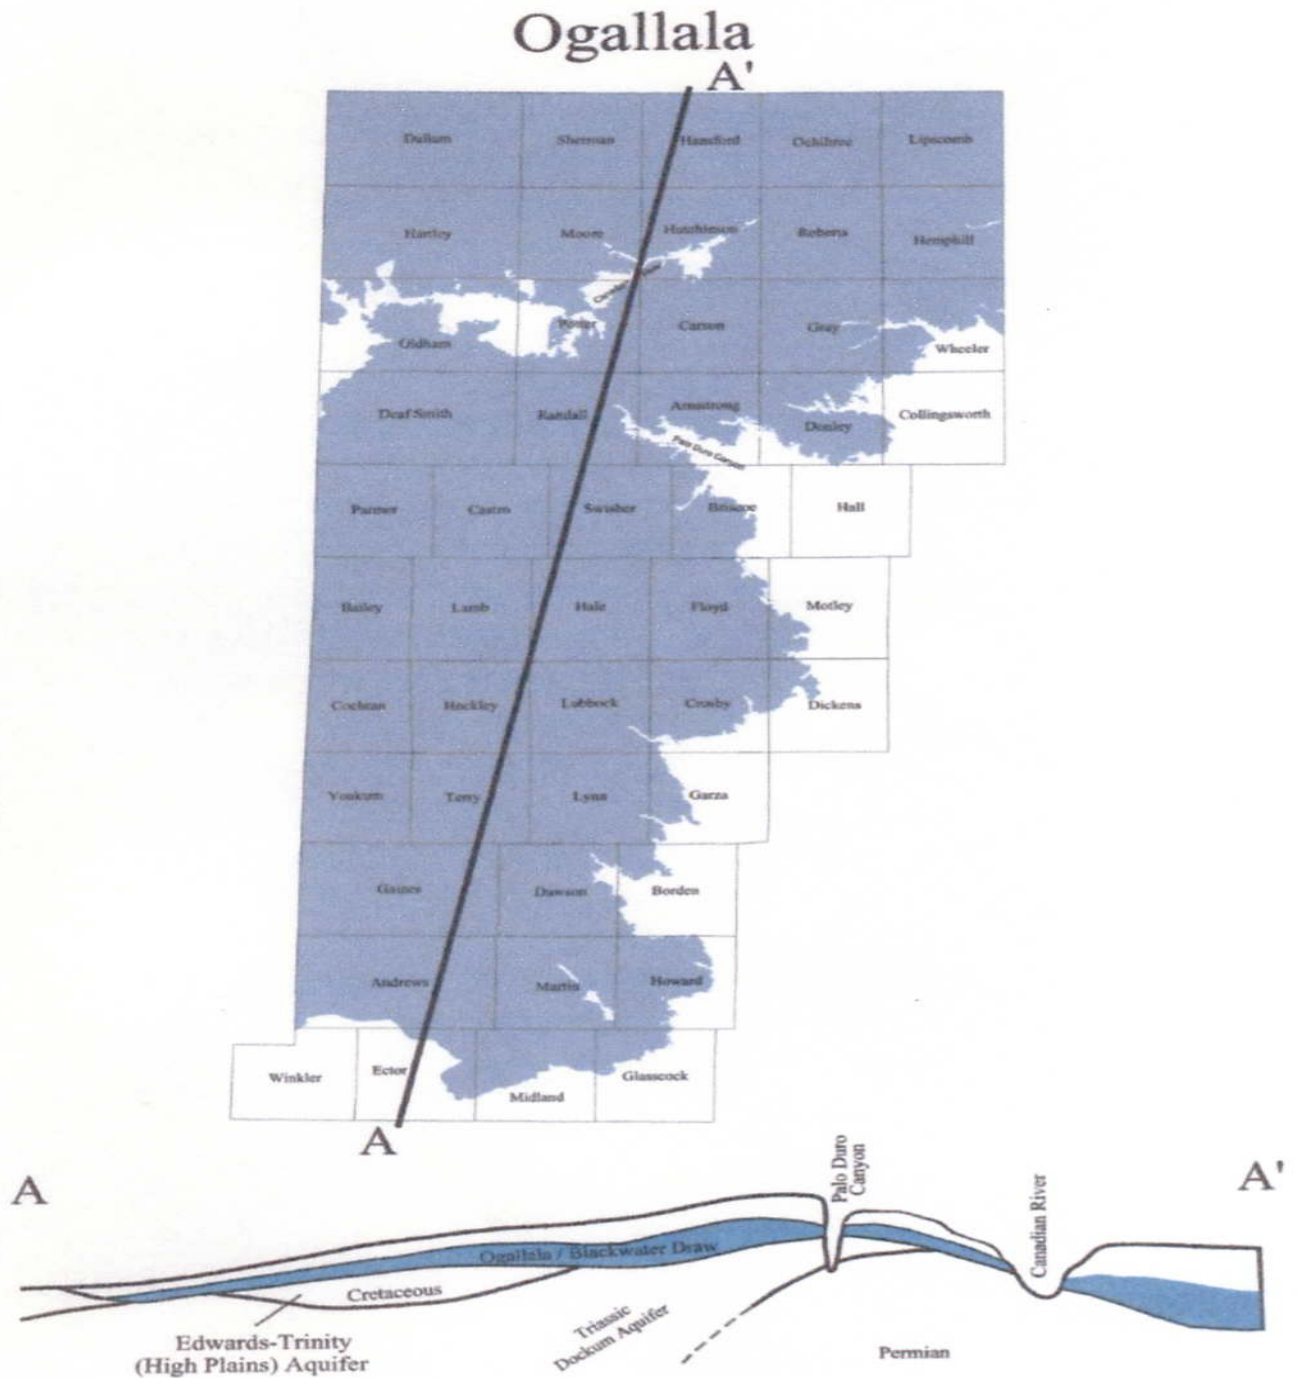 Ogallala
A'
Dallam Sherman Hansford Ochiltree Lipscomb
Hartley Moore Hutchinson Roberts Hemphill
Canadian River
Oldham Potter Carson Gray Wheeler
Deaf Smith Randall Armstrong Donley Collingsworth
Palo Duro Canyon
Parmer Castro Swisher Briscoe Hall
Bailey Lamb Hale Floyd Motley
Cochran Hockley Lubbock Crosby Dickens
Yoakum Terry Lynn Garza
Gaines Dawson Borden
Andrews Martin Howard
Winkler Ector Midland Glasscock
A
A
A'
Palo Duro
Canyon
Canadian River
Ogallala / Blackwater Draw
Cretaceous
Edwards-Trinity
(High Plains) Aquifer
Triassic
Dockum Aquifer
Permian